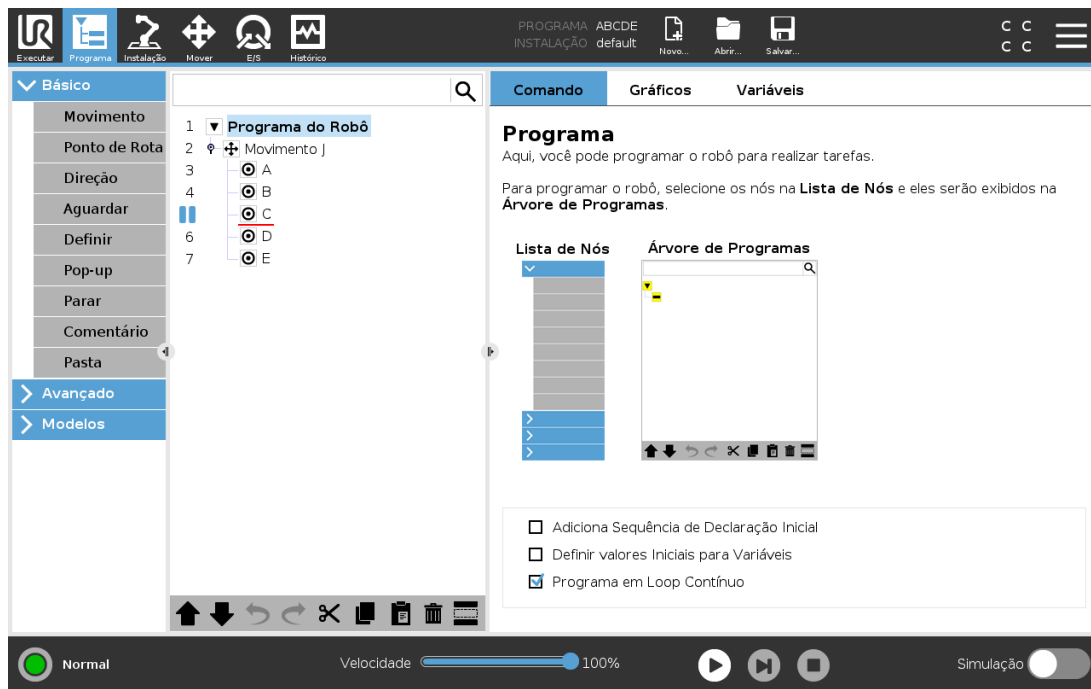 PROGRAMA ABCDE
INSTALAÇÃO default
C C
C C
Executar Programa Instalação Mover E/S Histórico Novo... Abrir... Salvar...
Básico
Movimento
Ponto de Rota
Direção
Aguardar
Definir
Pop-up
Parar
Comentário
Pasta
Avançado
Modelos
1 Programa do Robô
2 Movimento J
3 A
4 B
C
6 D
7 E
Comando Gráficos Variáveis
Programa
Aqui, você pode programar o robô para realizar tarefas.
Para programar o robô, selecione os nós na Lista de Nós e eles serão exibidos na
Árvore de Programas.
Lista de Nós Árvore de Programas
Adiciona Sequência de Declaração Inicial
Definir valores Iniciais para Variáveis
Programa em Loop Contínuo
Normal Velocidade 100% Simulação